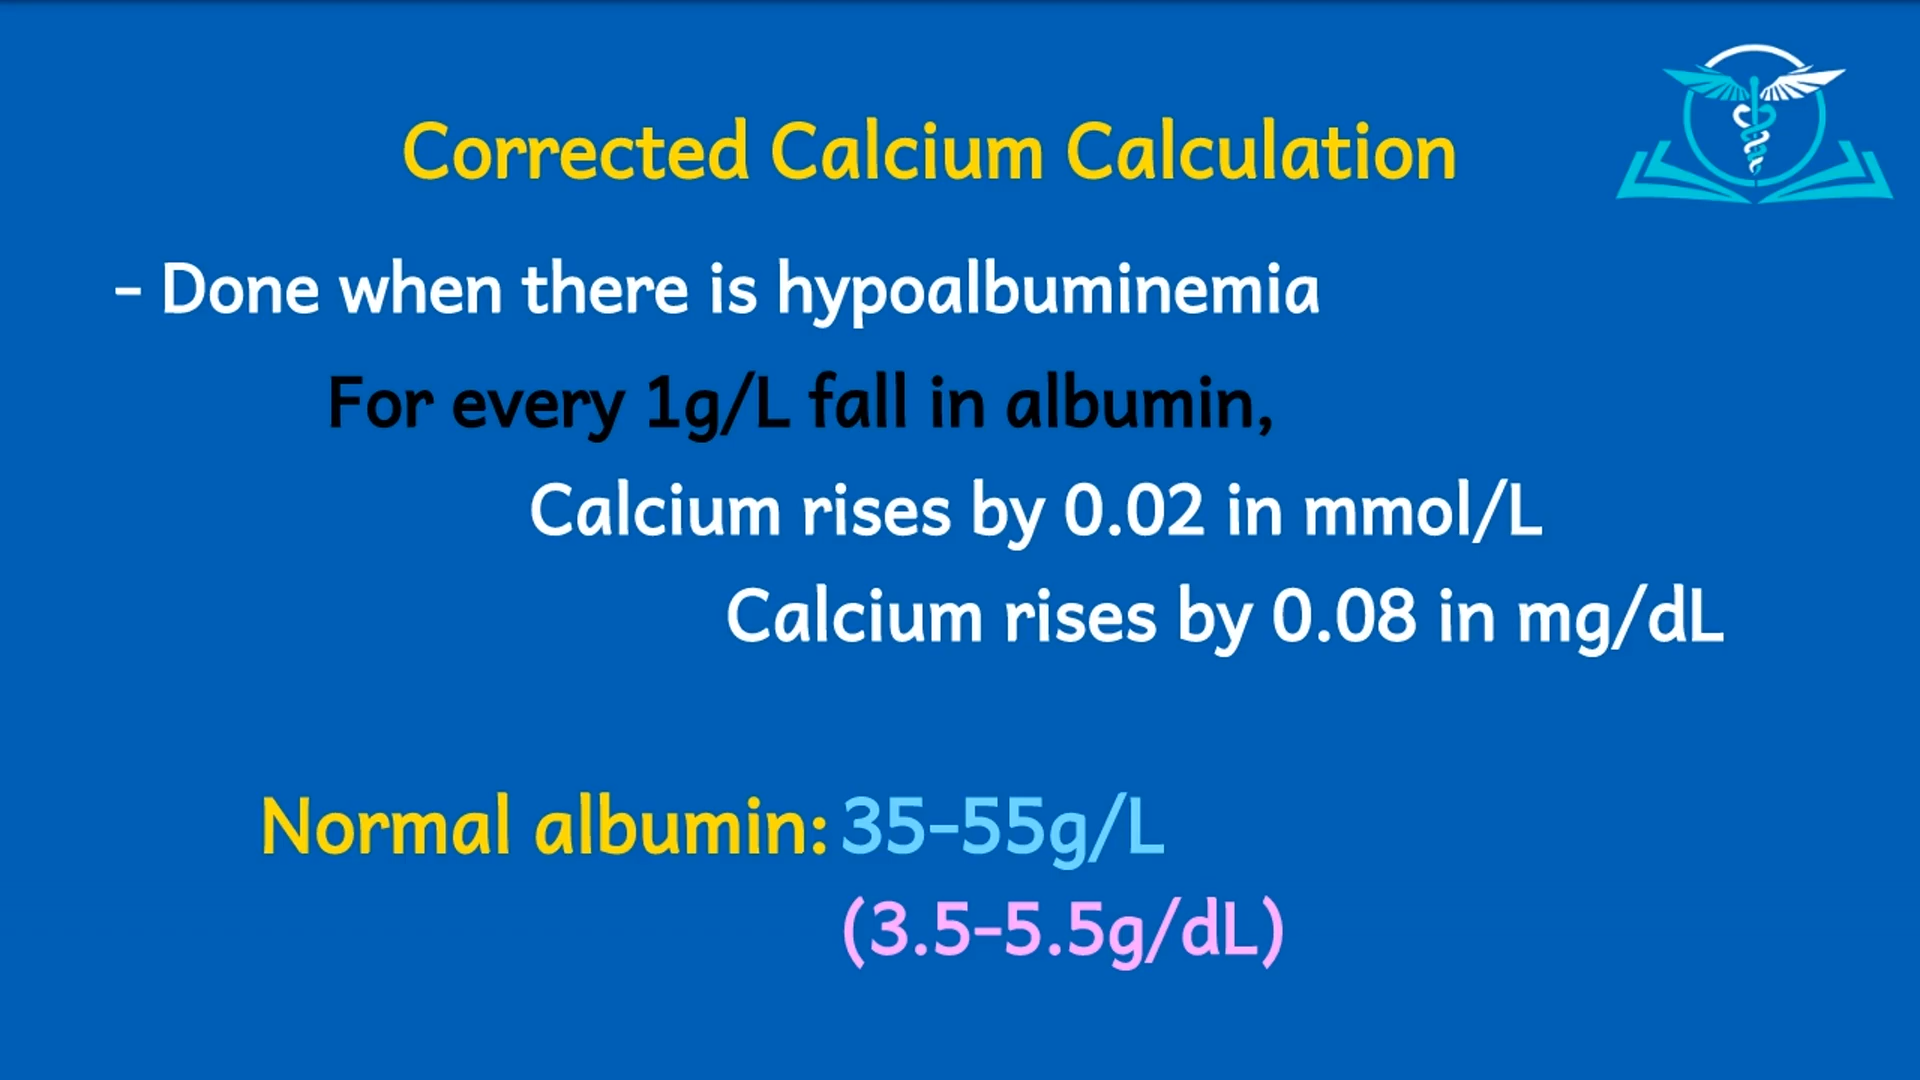 Corrected Calcium Calculation
- Done when there is hypoalbuminemia
For every 1g/L fall in albumin,
Calcium rises by 0.02 in mmol/L
Calcium rises by 0.08 in mg/dL
Normal albumin: 35-55g/L
(3.5-5.5g/dL)